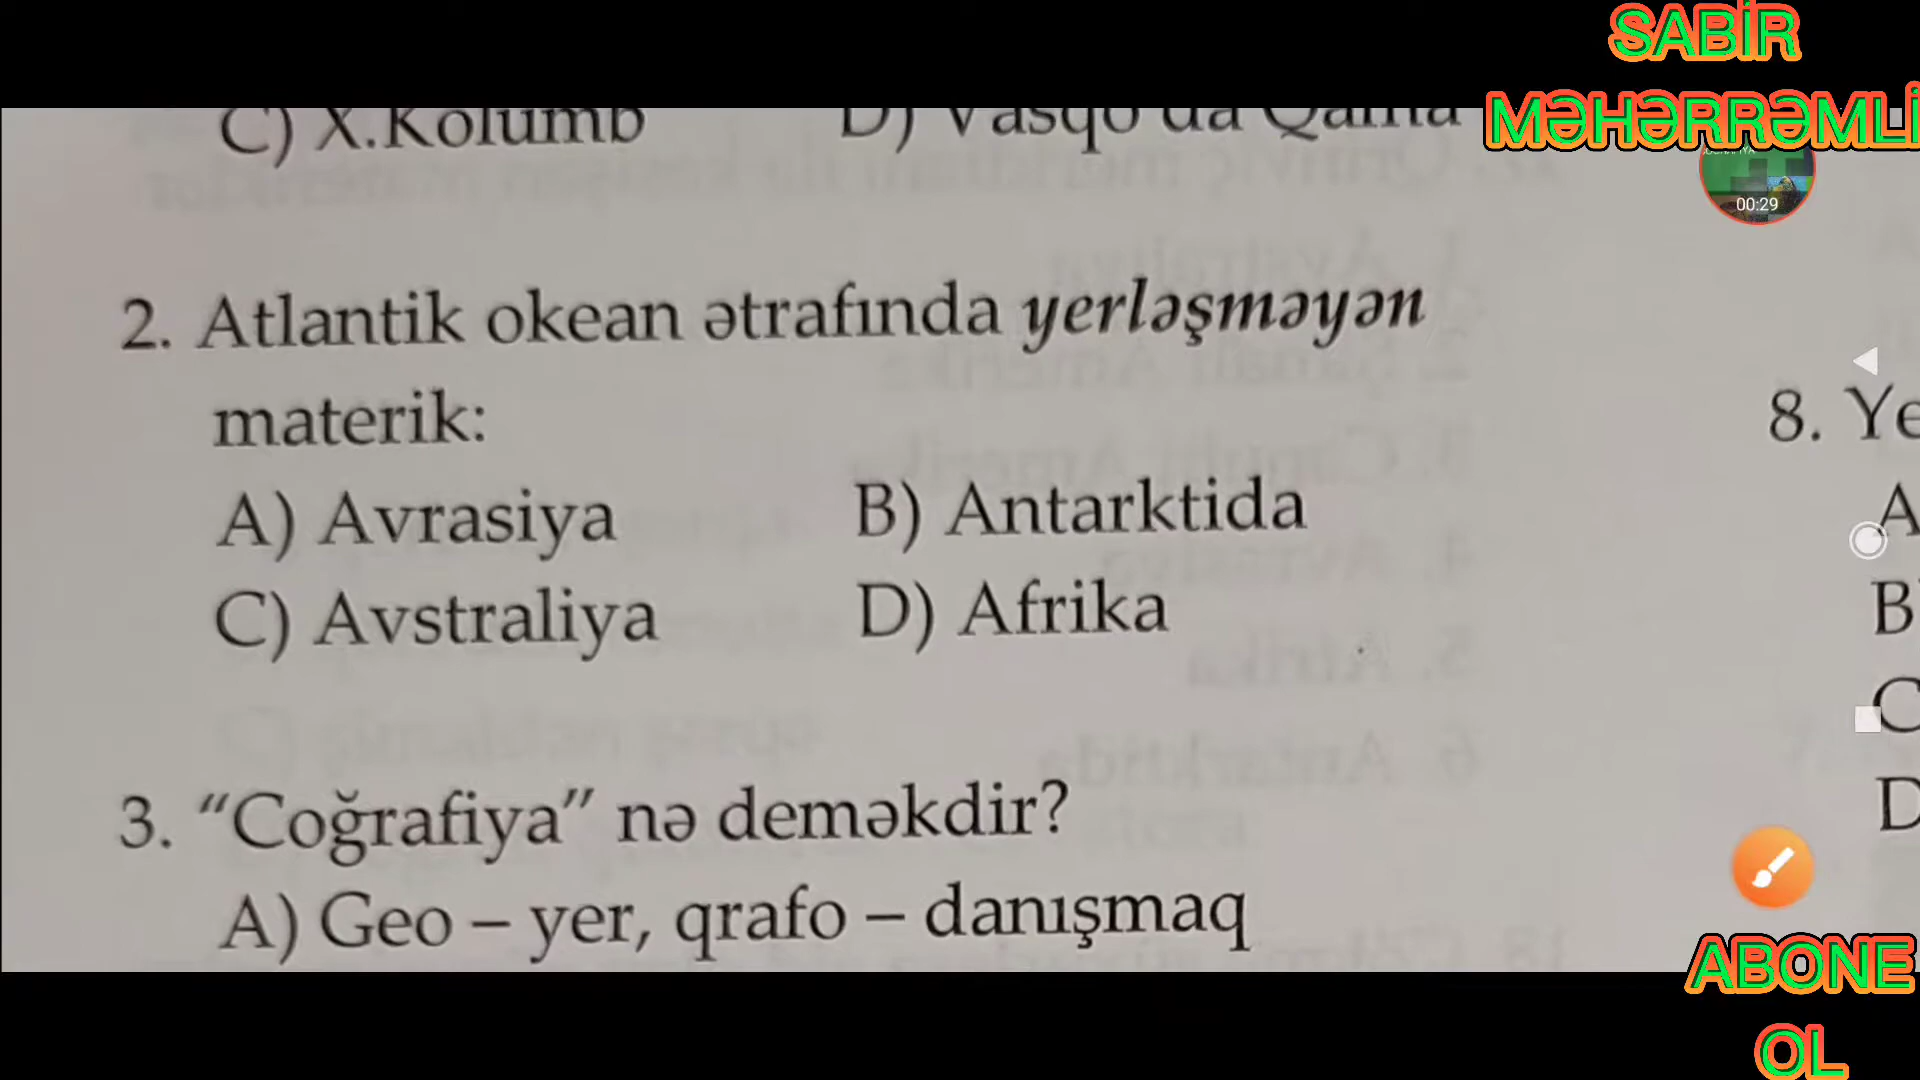 SABİR
MƏHƏRRƏMLİ
C) X.Kolumb D) Vasqo da Qama
00:29
2. Atlantik okean ətrafında yerləşməyən
materik:
A) Avrasiya B) Antarktida
C) Avstraliya D) Afrika
3. “Coğrafiya” nə deməkdir?
A) Geo – yer, qrafo – danışmaq
8. Ye
A
B
C
D
ABONE
OL